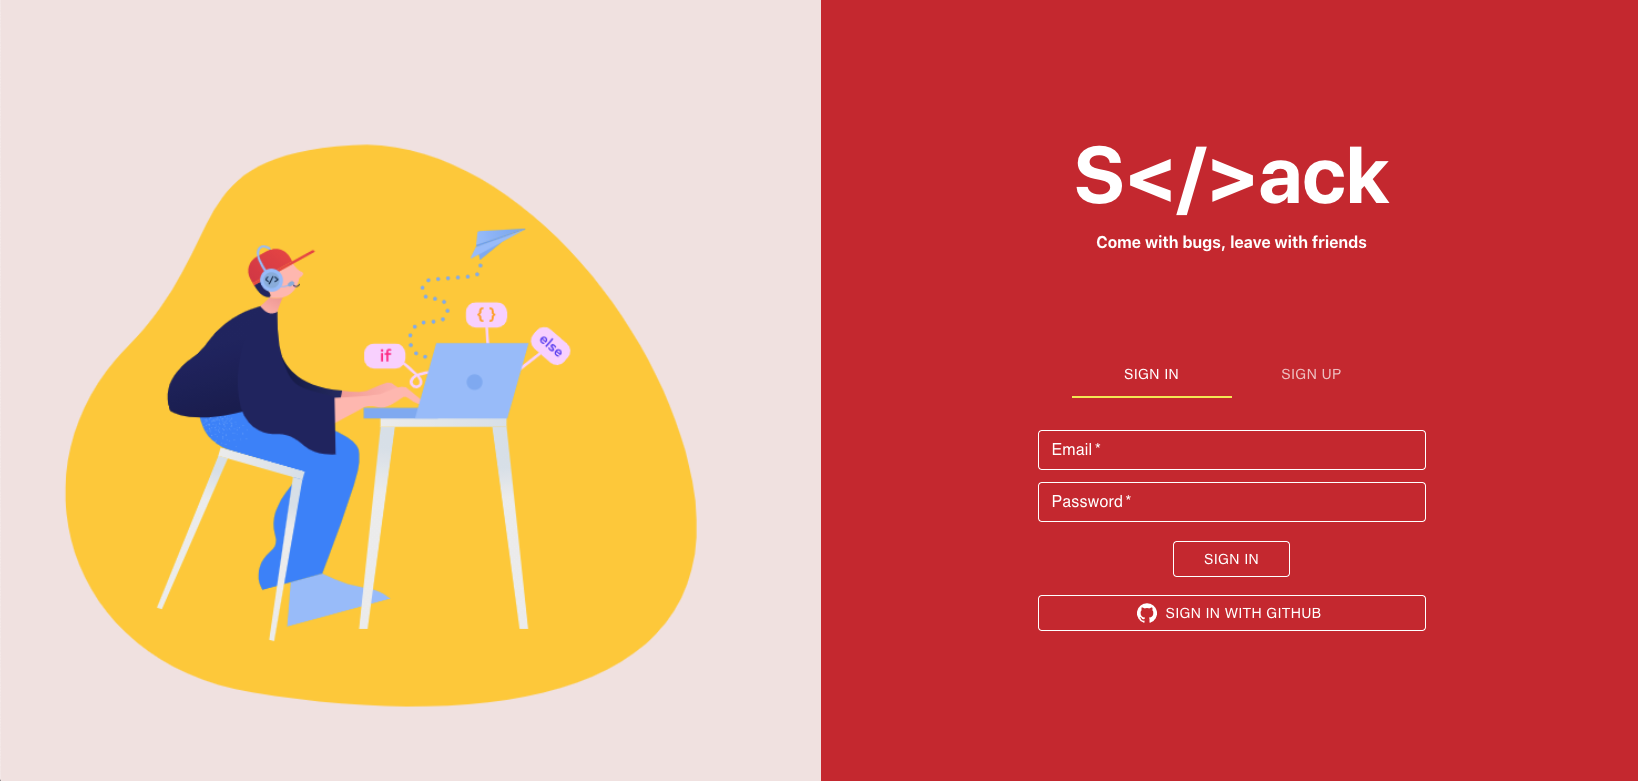 S</>ack
Come with bugs, leave with friends
</>
{ }
if
else
SIGN IN
SIGN UP
Email *
Password *
SIGN IN
SIGN IN WITH GITHUB